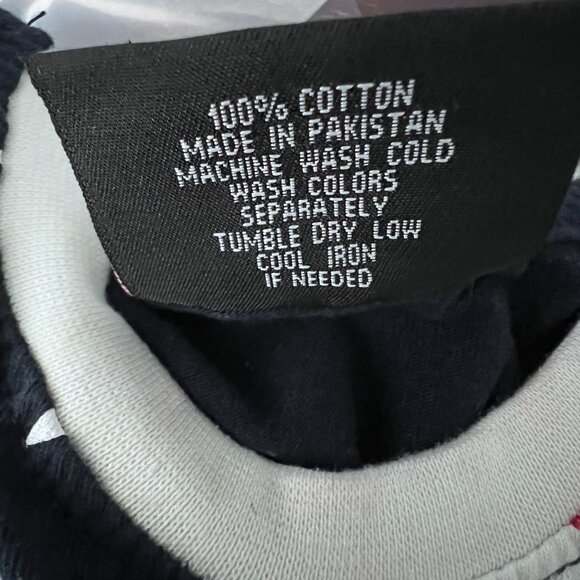 100% COTTON
MADE IN PAKISTAN
MACHINE WASH COLD
WASH COLORS
SEPARATELY
TUMBLE DRY LOW
COOL IRON
IF NEEDED